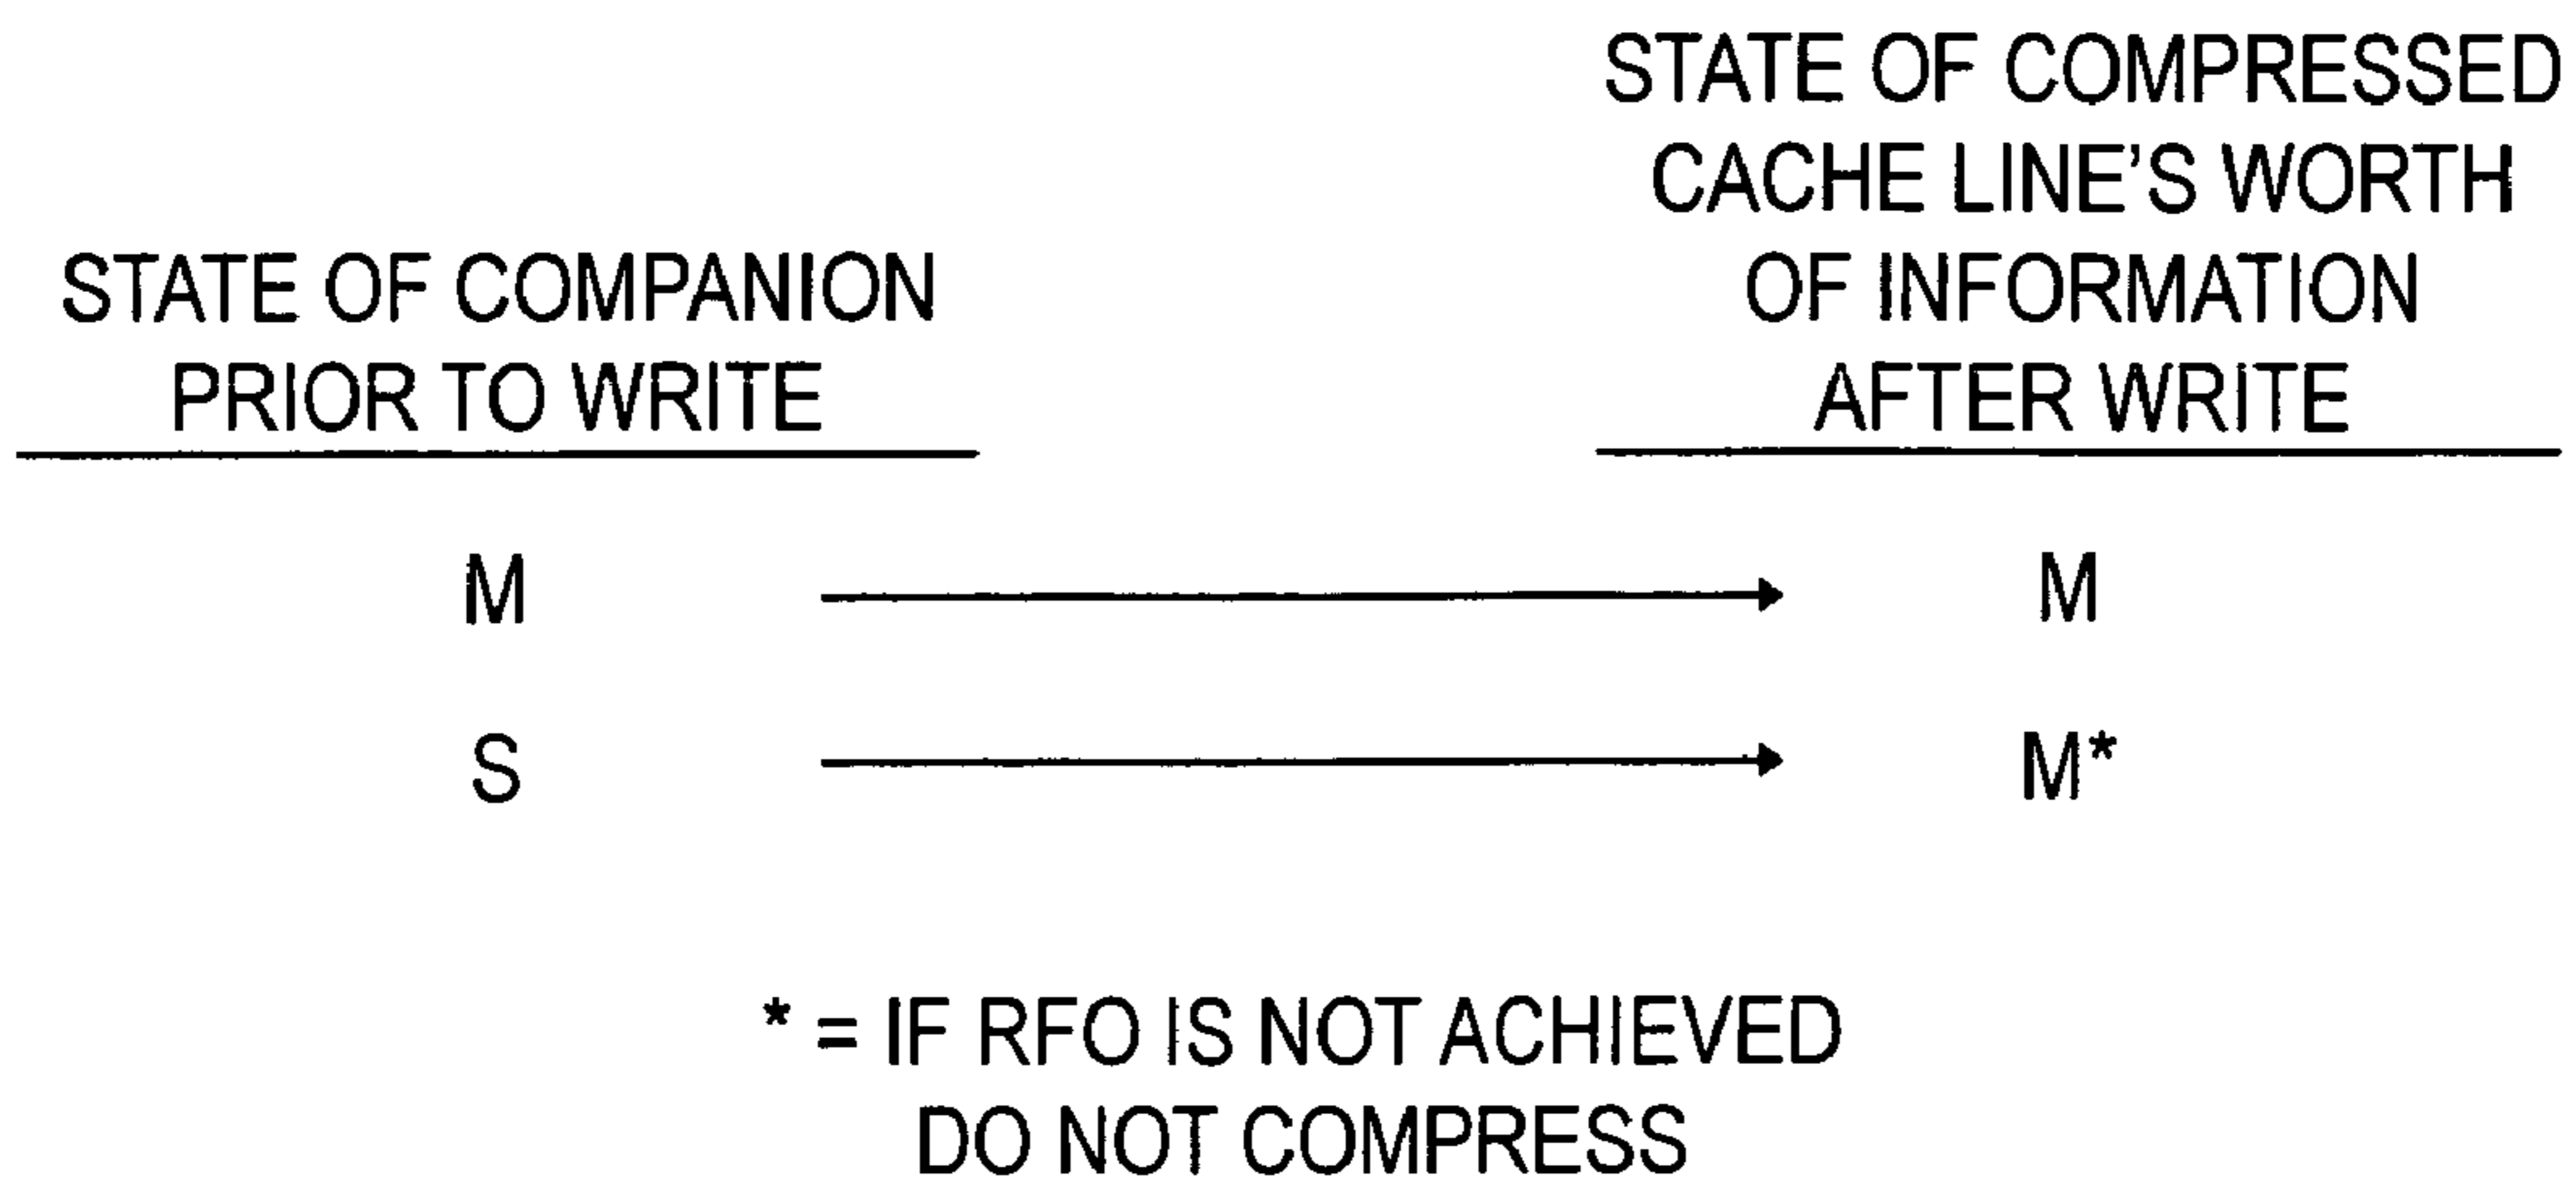 STATE OF COMPANION
PRIOR TO WRITE
STATE OF COMPRESSED
CACHE LINE'S WORTH
OF INFORMATION
AFTER WRITE
M M
S M*
* = IF RFO IS NOT ACHIEVED
DO NOT COMPRESS